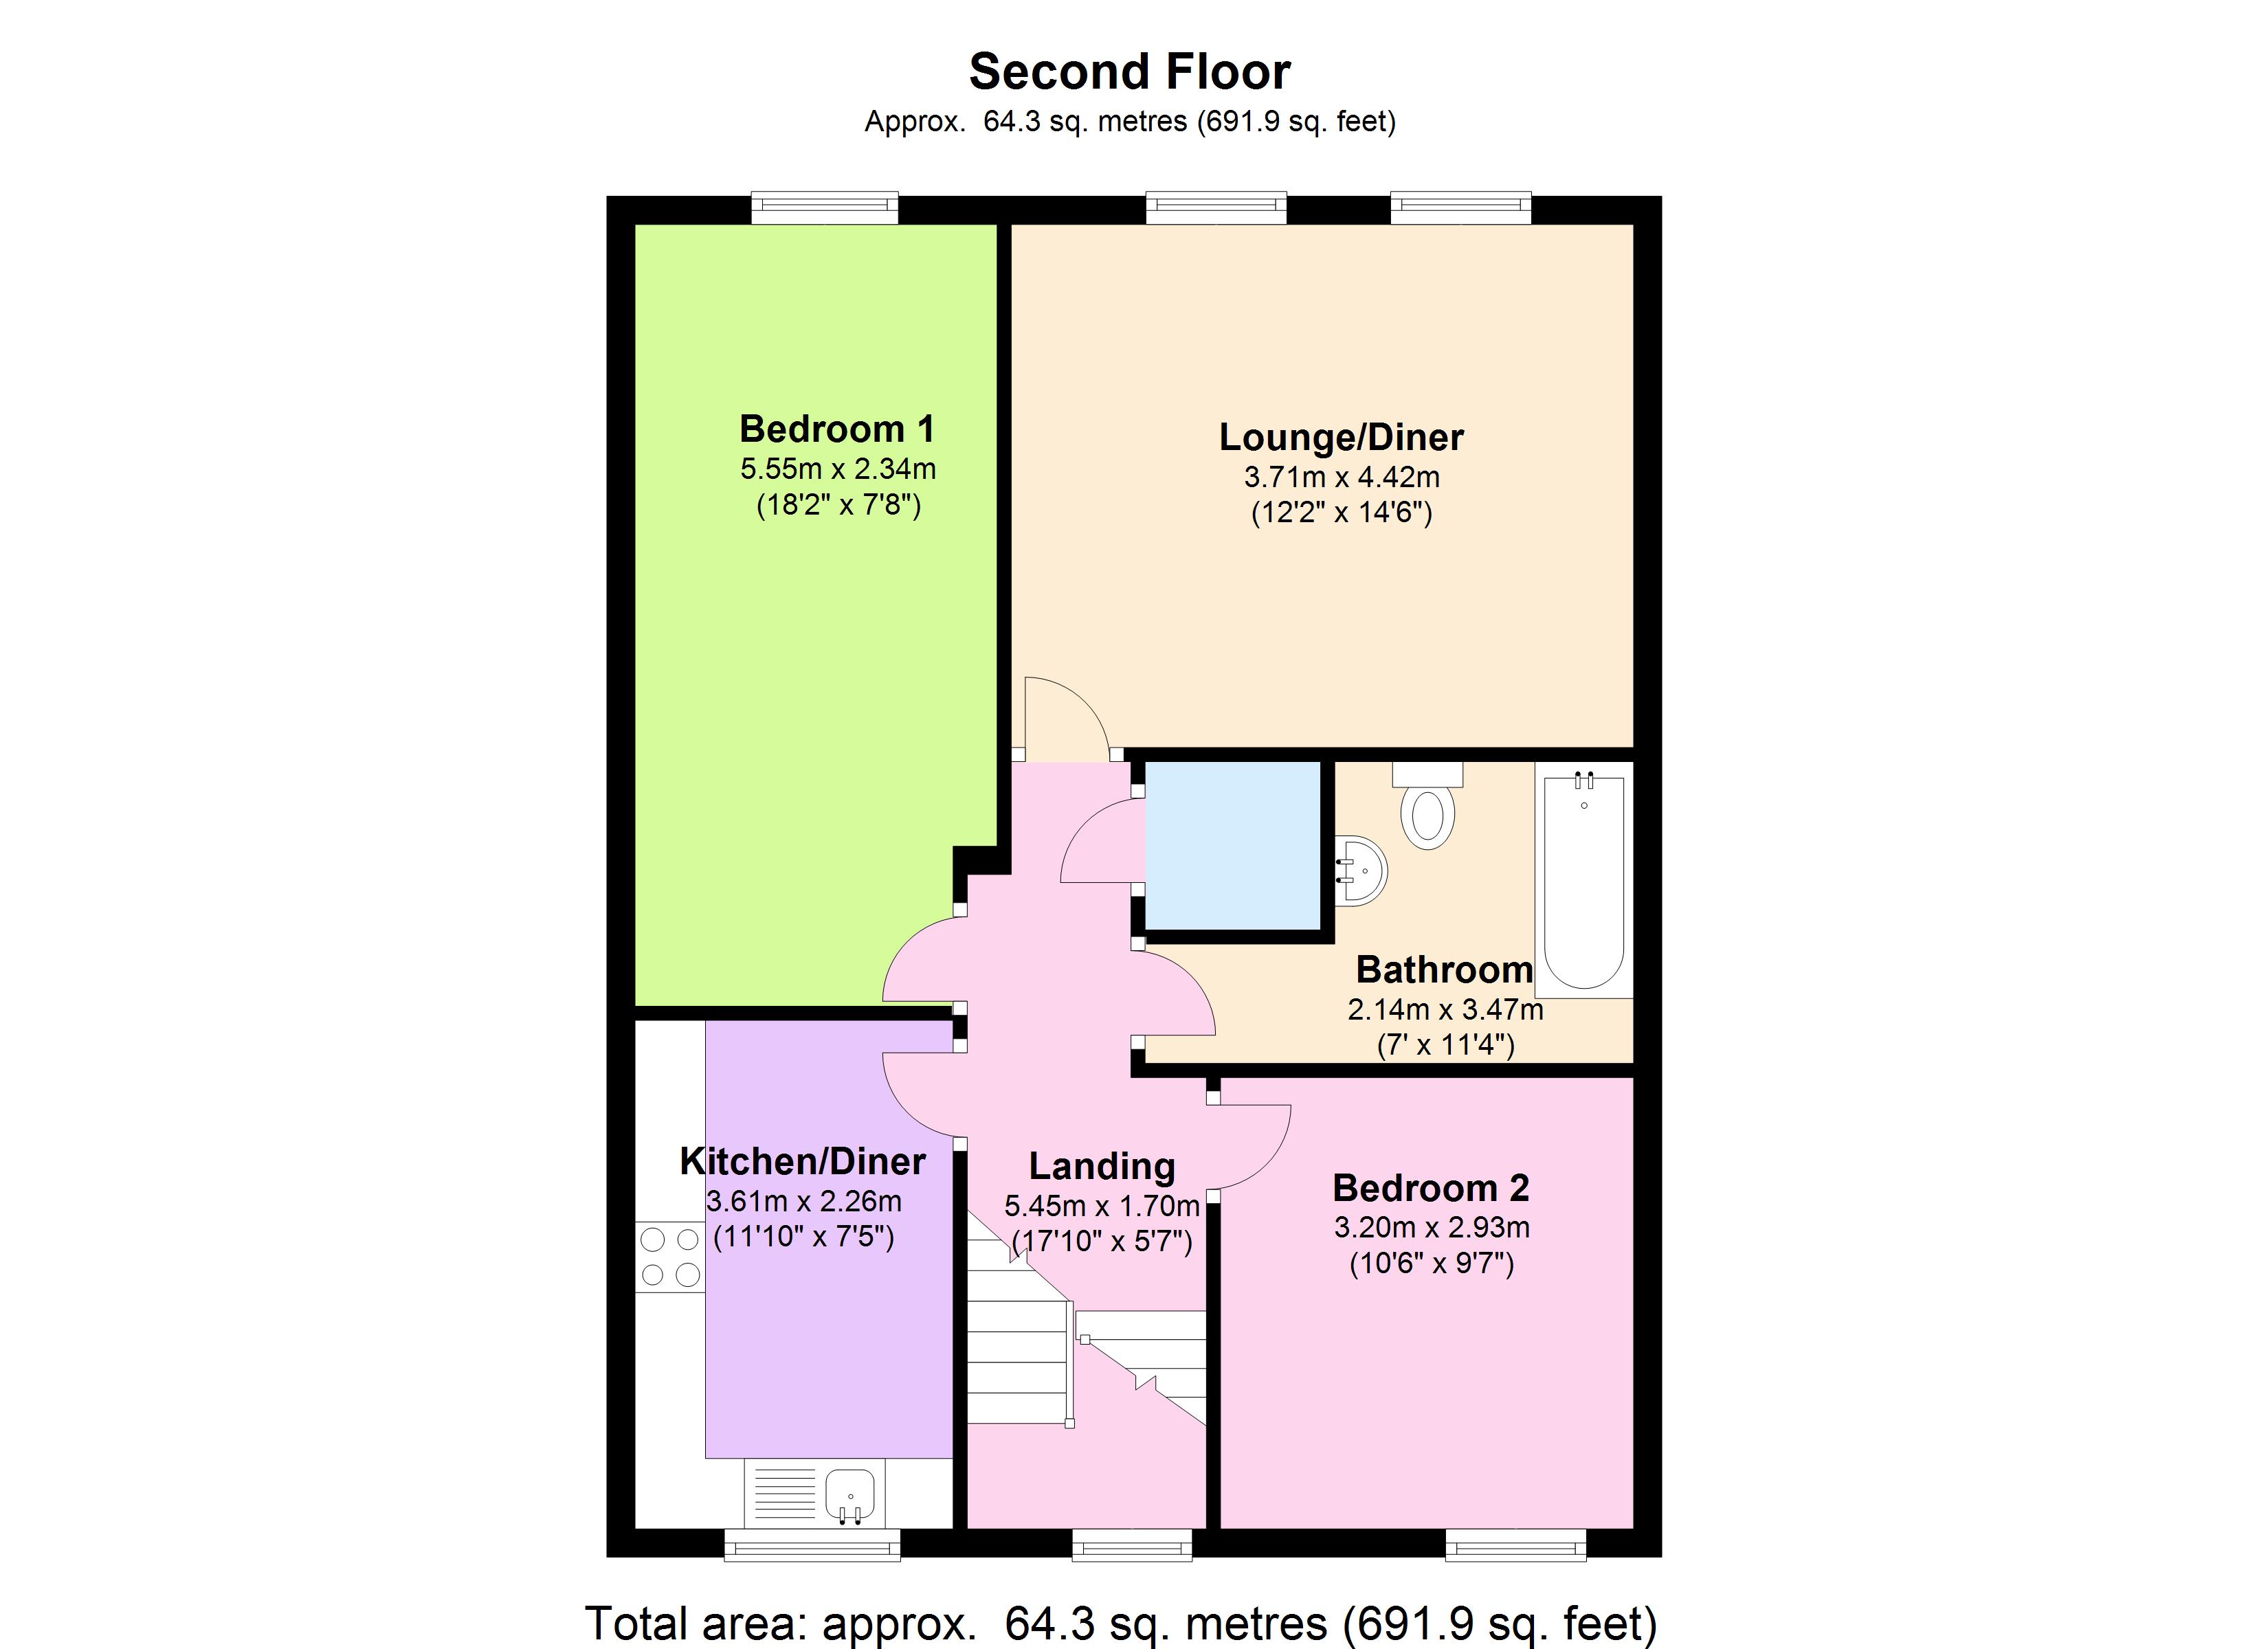 Second Floor
Approx.  64.3 sq. metres (691.9 sq. feet)
Bedroom 1
5.55m x 2.34m
(18'2" x 7'8")
Lounge/Diner
3.71m x 4.42m
(12'2" x 14'6")
Bathroom
2.14m x 3.47m
(7' x 11'4")
Kitchen/Diner
3.61m x 2.26m
(11'10" x 7'5")
Landing
5.45m x 1.70m
(17'10" x 5'7")
Bedroom 2
3.20m x 2.93m
(10'6" x 9'7")
Total area: approx.  64.3 sq. metres (691.9 sq. feet)